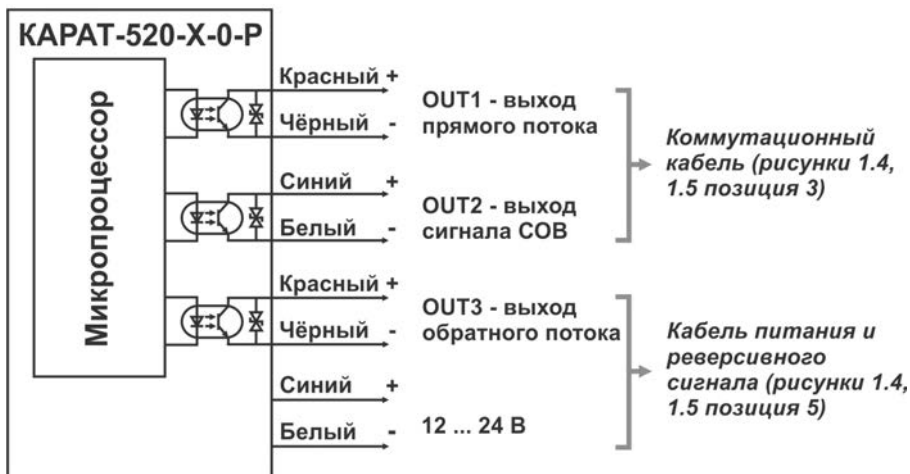 КАРАТ-520-Х-0-Р
Микропроцессор
Красный +
Чёрный -
OUT1 - выход
прямого потока
Синий +
Белый -
OUT2 - выход
сигнала СОВ
Коммутационный
кабель (рисунки 1.4,
1.5 позиция 3)
Красный +
Чёрный -
OUT3 - выход
обратного потока
Синий +
Белый - 12 ... 24 В
Кабель питания и
реверсивного
сигнала (рисунки 1.4,
1.5 позиция 5)